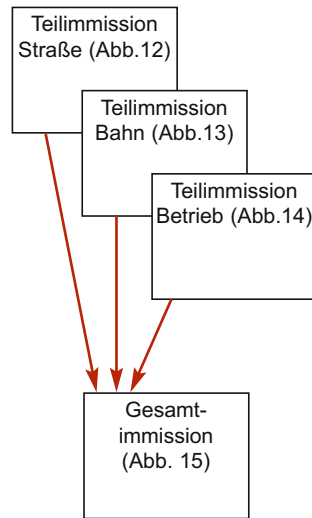 Teilimmission
Straße (Abb.12)
Teilimmission
Bahn (Abb.13)
Teilimmission
Betrieb (Abb.14)
Gesamt-
immission
(Abb. 15)